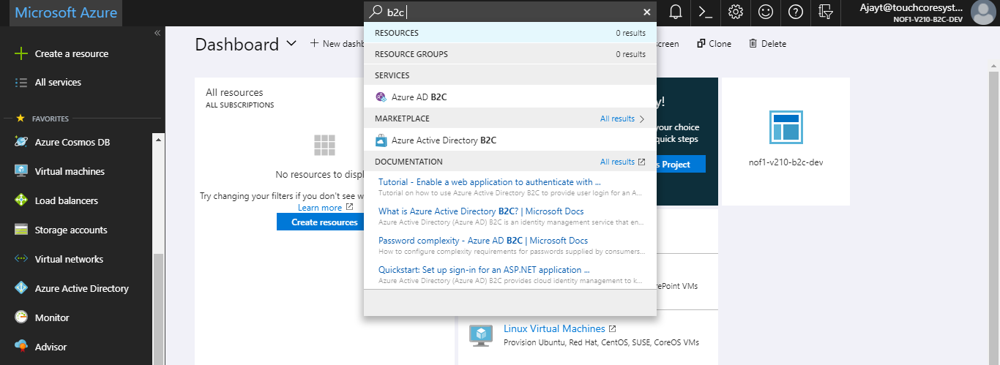 Microsoft Azure
b2c
Ajayt@touchcoresyst...
NOF1-V210-B2C-DEV
Create a resource
All services
FAVORITES
Azure Cosmos DB
Virtual machines
Load balancers
Storage accounts
Virtual networks
Azure Active Directory
Monitor
Advisor
Dashboard
New dashb
screen
Clone
Delete
All resources
ALL SUBSCRIPTIONS
No resources to displ
Try changing your filters if you don't see w
Learn more
Create resources
RESOURCES 0 results
RESOURCE GROUPS 0 results
SERVICES
Azure AD B2C
MARKETPLACE All results
Azure Active Directory B2C
DOCUMENTATION All results
Tutorial - Enable a web application to authenticate with ...
Tutorial on how to use Azure Active Directory B2C to provide user login for an A...
What is Azure Active Directory B2C? | Microsoft Docs
Azure Active Directory (Azure AD) B2C is an identity management service that en...
Password complexity - Azure AD B2C | Microsoft Docs
How to configure complexity requirements for passwords supplied by consumers...
Quickstart: Set up sign-in for an ASP.NET application ...
Azure Active Directory (Azure AD) B2C provides cloud identity management to k...
y!
your choice
quick steps
s Project
nof1-v210-b2c-dev
rePoint VMs
Linux Virtual Machines
Provision Ubuntu, Red Hat, CentOS, SUSE, CoreOS VMs